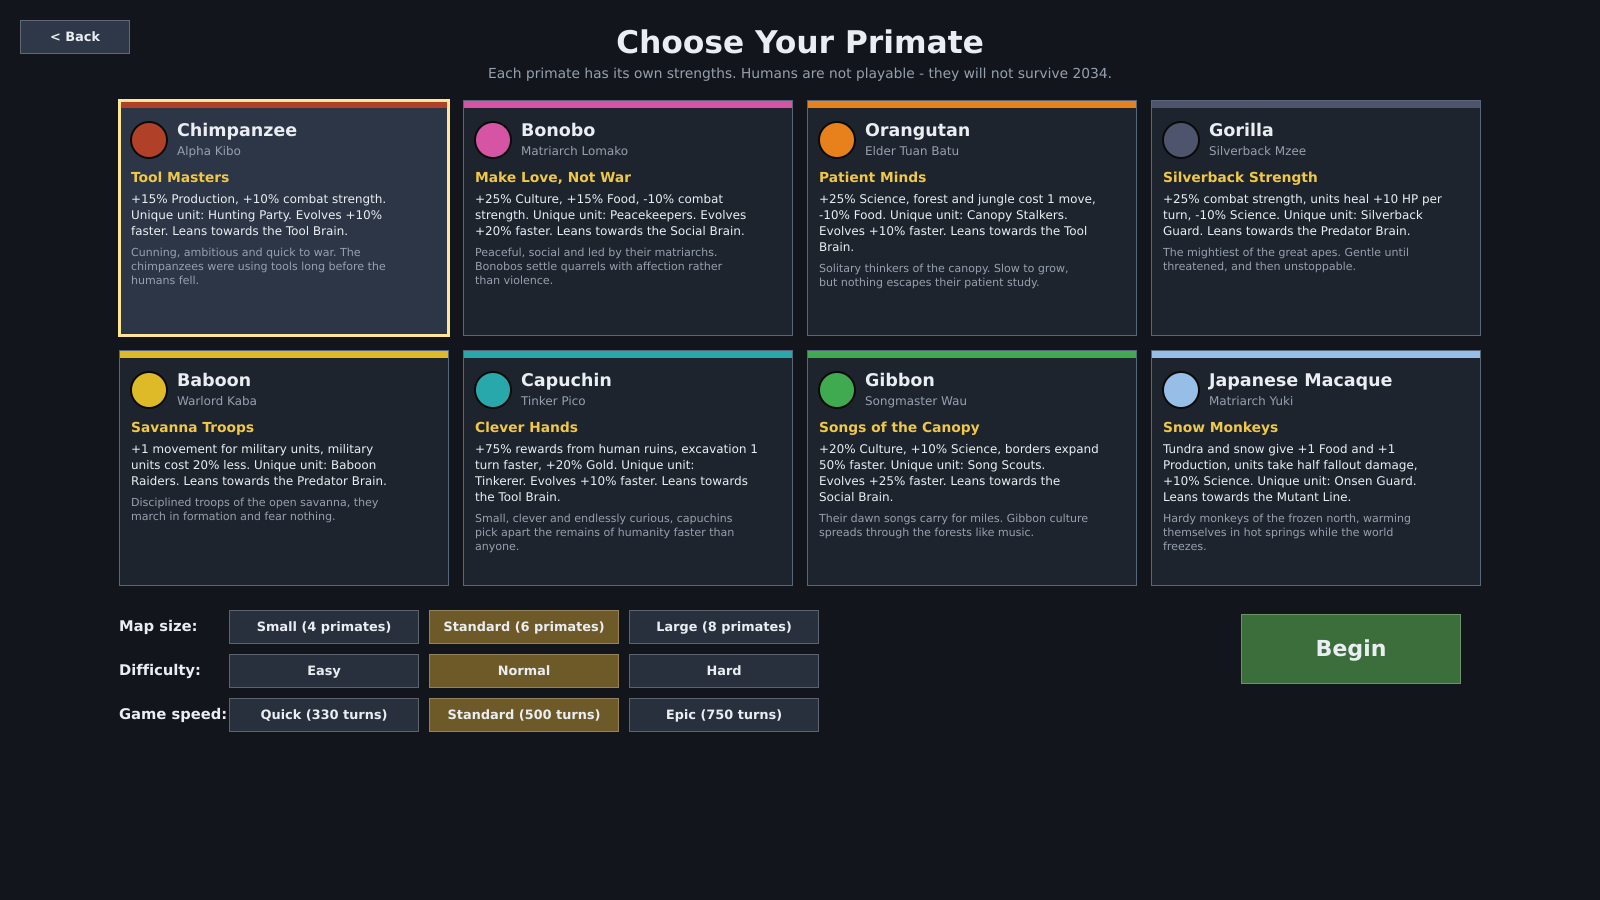 < Back
Choose Your Primate
Each primate has its own strengths. Humans are not playable - they will not survive 2034.
Chimpanzee
Alpha Kibo
Tool Masters
+15% Production, +10% combat strength.
Unique unit: Hunting Party. Evolves +10%
faster. Leans towards the Tool Brain.
Cunning, ambitious and quick to war. The
chimpanzees were using tools long before the
humans fell.
Bonobo
Matriarch Lomako
Make Love, Not War
+25% Culture, +15% Food, -10% combat
strength. Unique unit: Peacekeepers. Evolves
+20% faster. Leans towards the Social Brain.
Peaceful, social and led by their matriarchs.
Bonobos settle quarrels with affection rather
than violence.
Orangutan
Elder Tuan Batu
Patient Minds
+25% Science, forest and jungle cost 1 move,
-10% Food. Unique unit: Canopy Stalkers.
Evolves +10% faster. Leans towards the Tool
Brain.
Solitary thinkers of the canopy. Slow to grow,
but nothing escapes their patient study.
Gorilla
Silverback Mzee
Silverback Strength
+25% combat strength, units heal +10 HP per
turn, -10% Science. Unique unit: Silverback
Guard. Leans towards the Predator Brain.
The mightiest of the great apes. Gentle until
threatened, and then unstoppable.
Baboon
Warlord Kaba
Savanna Troops
+1 movement for military units, military
units cost 20% less. Unique unit: Baboon
Raiders. Leans towards the Predator Brain.
Disciplined troops of the open savanna, they
march in formation and fear nothing.
Capuchin
Tinker Pico
Clever Hands
+75% rewards from human ruins, excavation 1
turn faster, +20% Gold. Unique unit:
Tinkerer. Evolves +10% faster. Leans towards
the Tool Brain.
Small, clever and endlessly curious, capuchins
pick apart the remains of humanity faster than
anyone.
Gibbon
Songmaster Wau
Songs of the Canopy
+20% Culture, +10% Science, borders expand
50% faster. Unique unit: Song Scouts.
Evolves +25% faster. Leans towards the
Social Brain.
Their dawn songs carry for miles. Gibbon culture
spreads through the forests like music.
Japanese Macaque
Matriarch Yuki
Snow Monkeys
Tundra and snow give +1 Food and +1
Production, units take half fallout damage,
+10% Science. Unique unit: Onsen Guard.
Leans towards the Mutant Line.
Hardy monkeys of the frozen north, warming
themselves in hot springs while the world
freezes.
Map size: Small (4 primates) Standard (6 primates) Large (8 primates)
Difficulty: Easy Normal Hard
Game speed: Quick (330 turns) Standard (500 turns) Epic (750 turns)
Begin